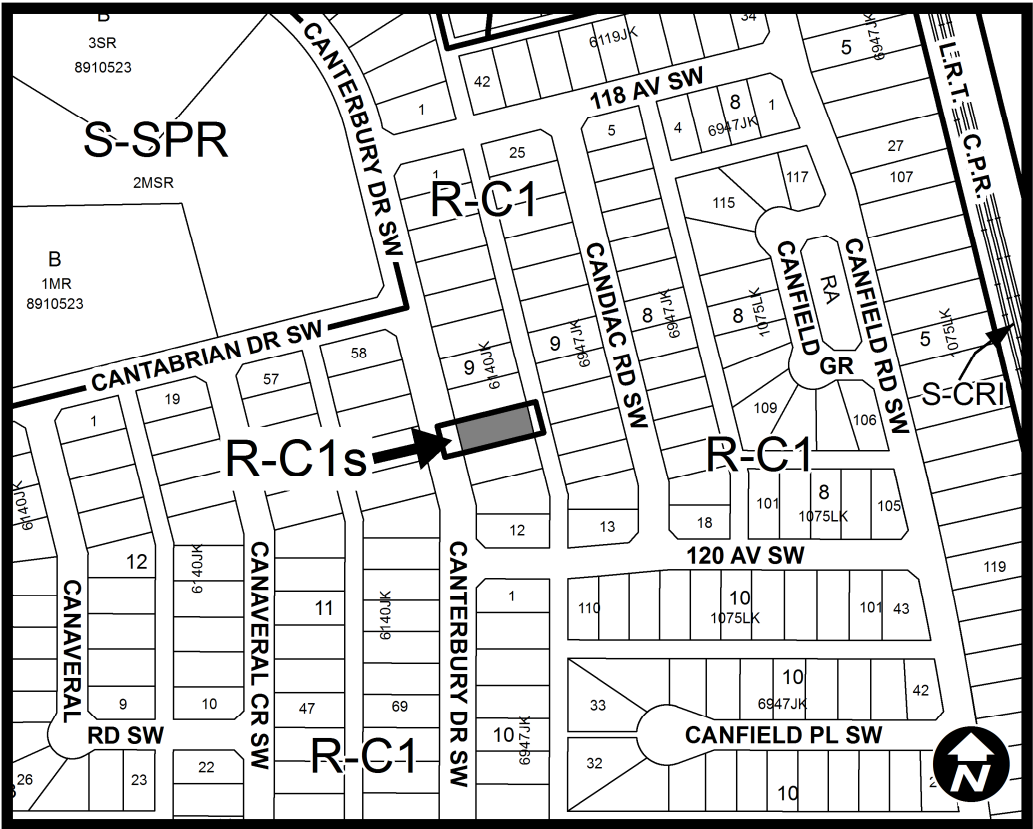 B
3SR
8910523
S-SPR
2MSR
B
1MR
8910523
CANTERBURY DR SW
42
6119JK
34
1
118 AV SW
5
6947JK
L.R.T. C.P.R.
5
4
8
6947JK
1
27
107
25
1
R-C1
117
115
CANDIAC RD SW
CANFIELD
RA
CANFIELD RD SW
GR
8
6947JK
8
1075LK
5
1075LK
S-CRI
9
6140JK
9
6947JK
CANTABRIAN DR SW
58
57
19
1
109
106
R-C1s
R-C1
6140JK
12
13
18
101
8
1075LK
105
120 AV SW
119
12
6140JK
11
6140JK
CANAVERAL
RD SW
CANAVERAL CR SW
CANTERBURY DR SW
1
110
10
1075LK
101
43
9
10
47
69
10
6947JK
33
10
6947JK
42
CANFIELD PL SW
R-C1
26
23
22
32
10
2
N